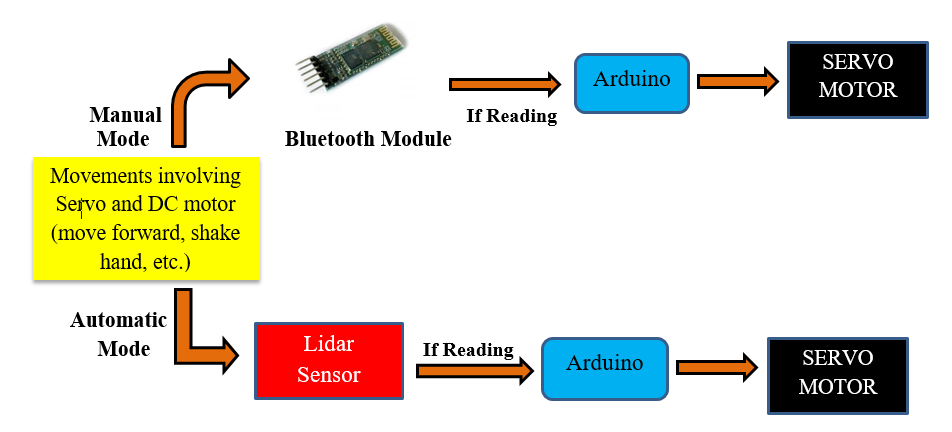 Manual
Mode
Bluetooth Module
If Reading
Arduino
SERVO
MOTOR
Movements involving
Servo and DC motor
(move forward, shake
hand, etc.)
Automatic
Mode
Lidar
Sensor
If Reading
Arduino
SERVO
MOTOR